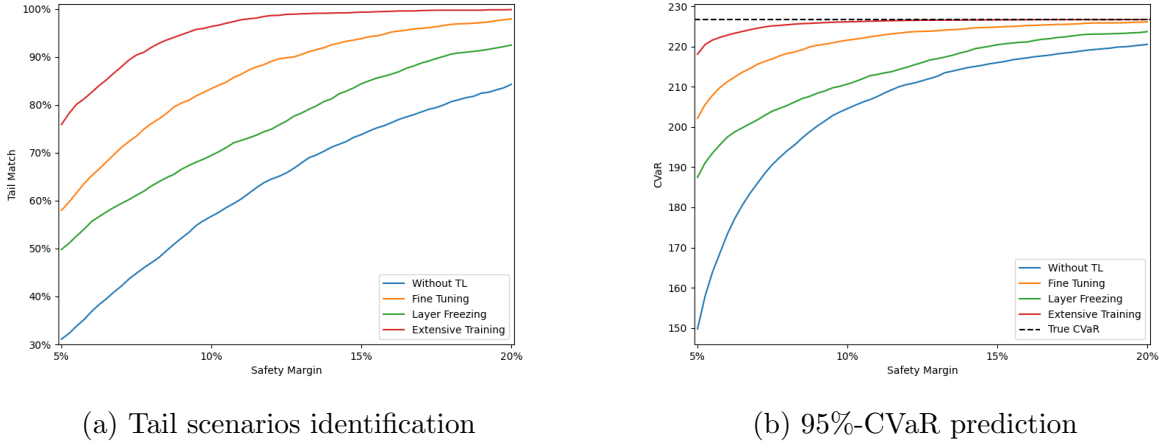 100%
90%
80%
70%
60%
50%
40%
30%
Tail Match
5%
10%
15%
20%
Safety Margin
Without TL
Fine Tuning
Layer Freezing
Extensive Training
(a) Tail scenarios identification
230
220
210
200
190
180
170
160
150
CVaR
5%
10%
15%
20%
Safety Margin
Without TL
Fine Tuning
Layer Freezing
Extensive Training
True CVaR
(b) 95%-CVaR prediction